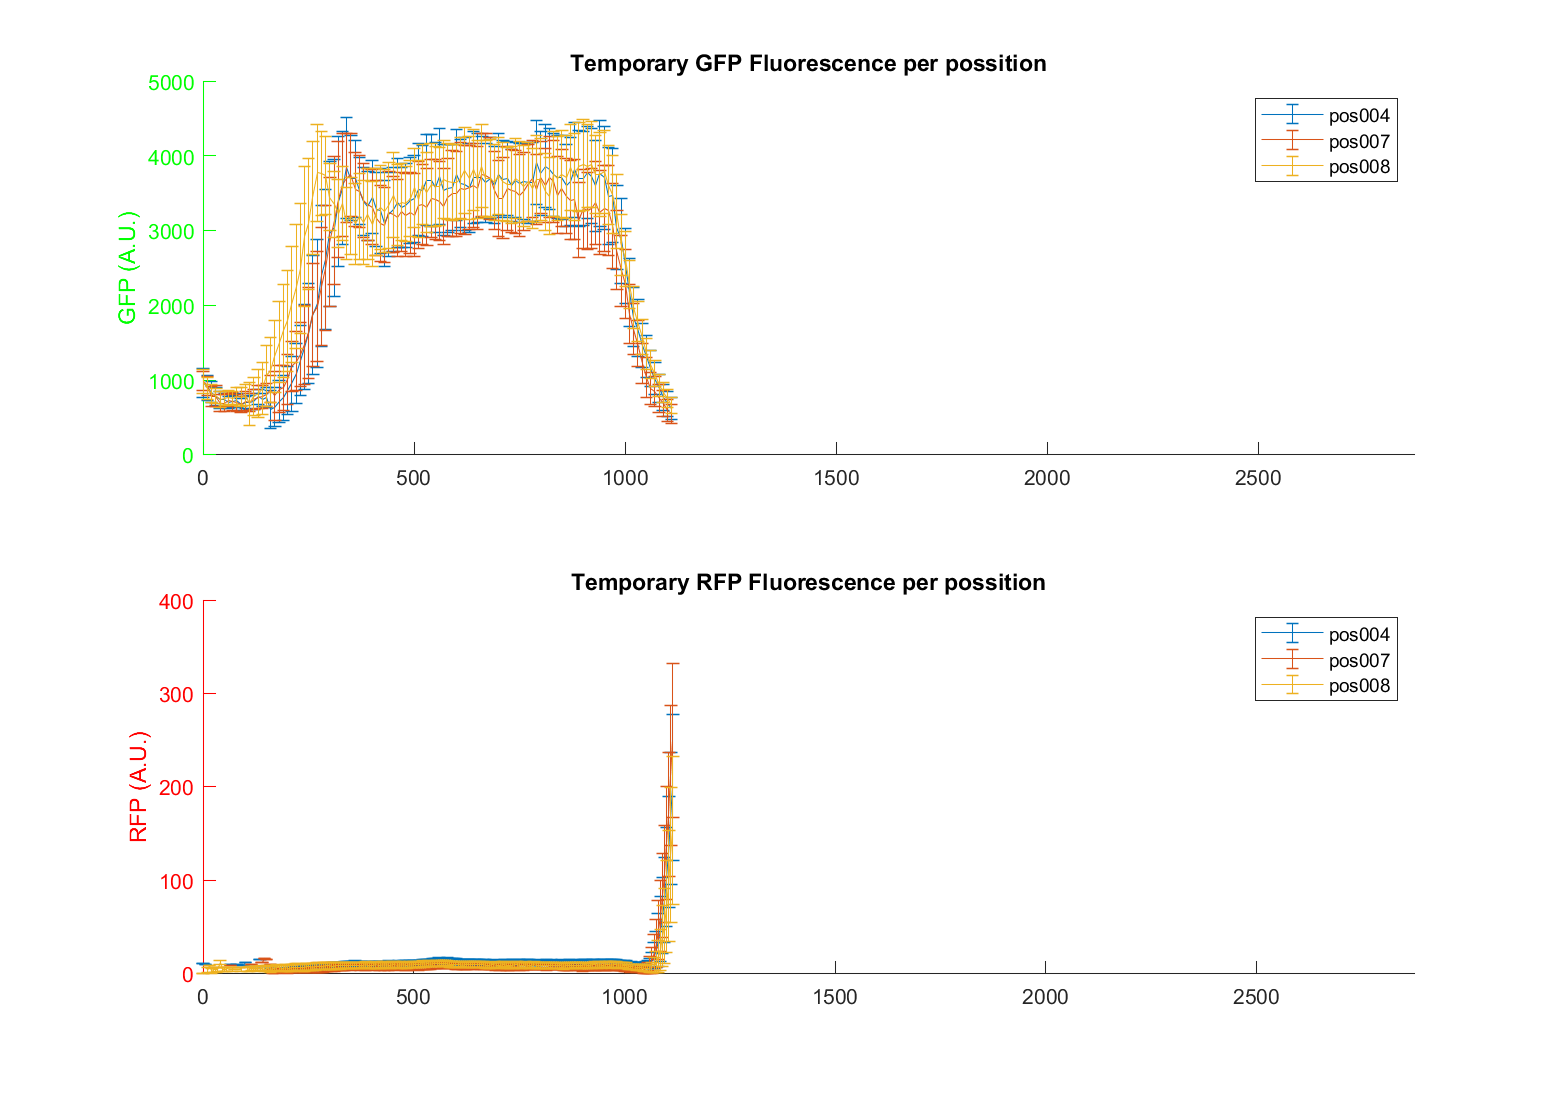 Temporary GFP Fluorescence per possition
5000
4000
3000
2000
1000
0
GFP (A.U.)
0 500 1000 1500 2000 2500
pos004
pos007
pos008
Temporary RFP Fluorescence per possition
400
300
200
100
0
RFP (A.U.)
0 500 1000 1500 2000 2500
pos004
pos007
pos008